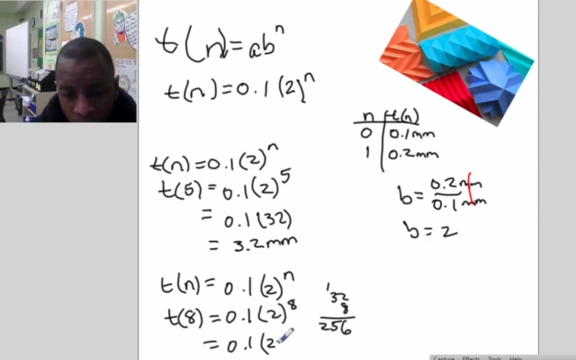 t(n)=ab^n
t(n)=0.1(2)^n
n t(n)
0 0.1mm
1 0.2mm
b = 0.2mm / 0.1mm
b = 2
t(n)=0.1(2)^n
t(5)=0.1(2)^5
= 0.1(32)
= 3.2mm
t(n)= 0.1(2)^n
t(8)=0.1(2)^8
= 0.1(2
1
32
8
256